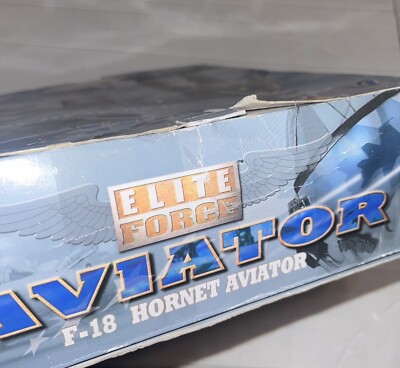 ELITE
FORCE
AVIATOR
F-18 HORNET AVIATOR